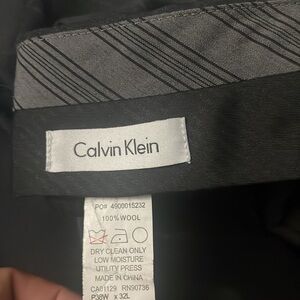 Calvin Klein
PO# 4900015232
100% WOOL
DRY CLEAN ONLY
LOW MOISTURE
UTILITY PRESS
MADE IN CHINA
CA01129 RN90736
P38W x 32L